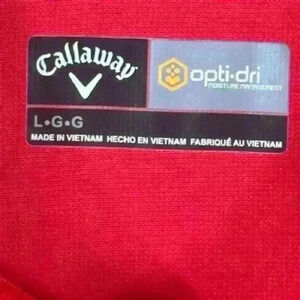 Callaway
opti·dri
MOISTURE MANAGEMENT
L•G•G
MADE IN VIETNAM HECHO EN VIETNAM FABRIQUÉ AU VIETNAM